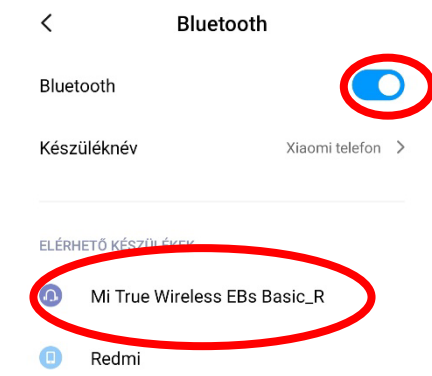 Bluetooth
Bluetooth
Készüléknév Xiaomi telefon
ELÉRHETŐ KÉSZÜLÉKEK
Mi True Wireless EBs Basic_R
Redmi